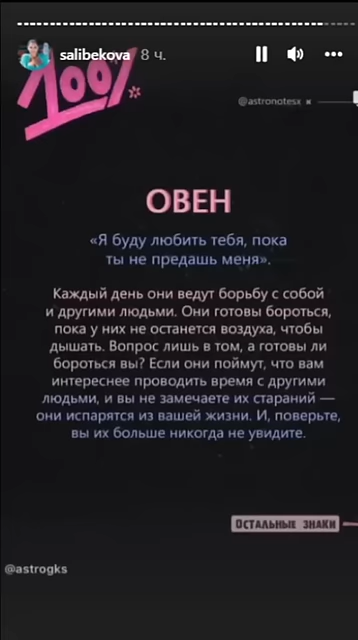 salibekova 8 ч.
100%
@astronotesx
ОВЕН
«Я буду любить тебя, пока
ты не предашь меня».
Каждый день они ведут борьбу с собой
и другими людьми. Они готовы бороться,
пока у них не останется воздуха, чтобы
дышать. Вопрос лишь в том, а готовы ли
бороться вы? Если они поймут, что вам
интереснее проводить время с другими
людьми, и вы не замечаете их стараний —
они испарятся из вашей жизни. И, поверьте,
вы их больше никогда не увидите.
ОСТАЛЬНЫЕ ЗНАКИ
@astrogks